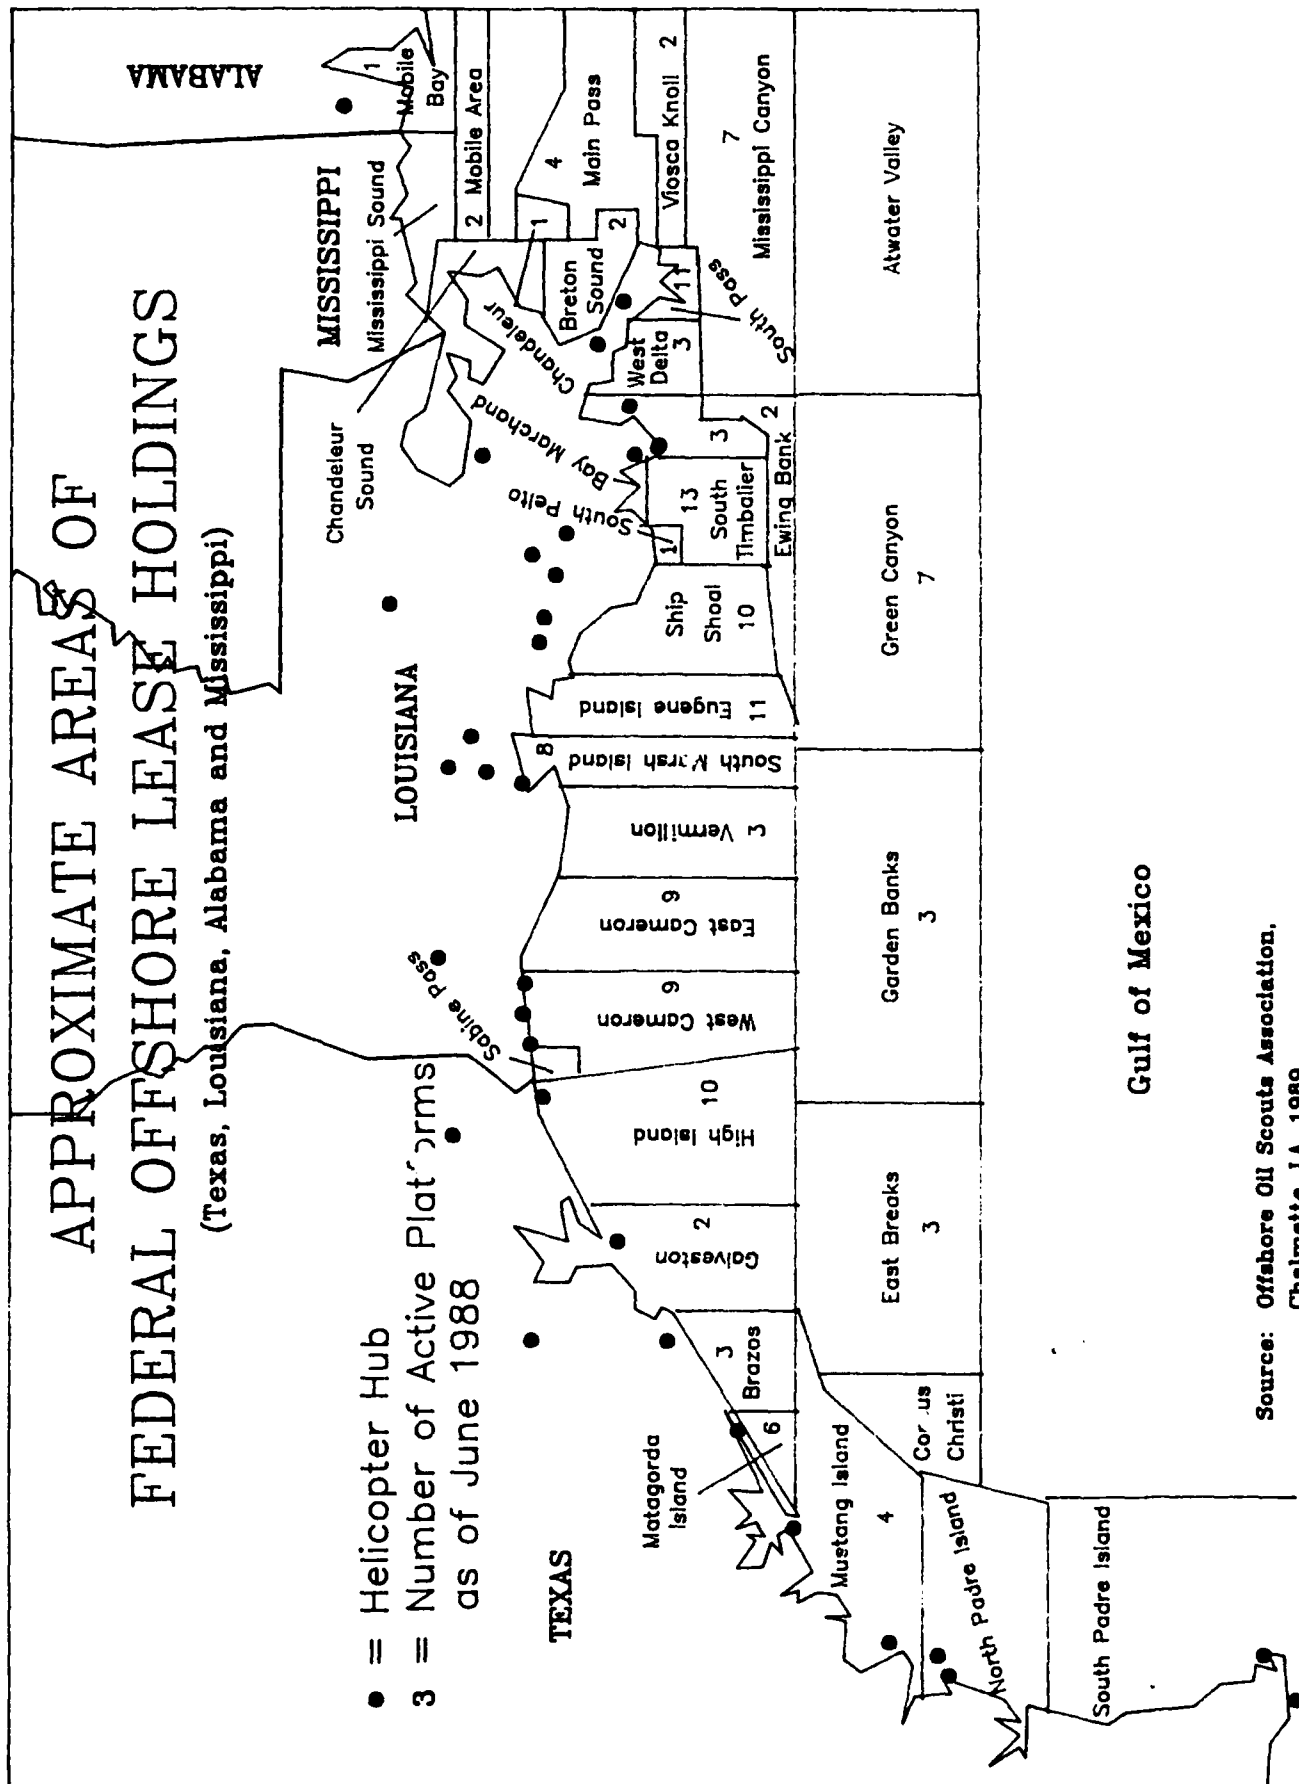 APPROXIMATE AREAS OF
FEDERAL OFFSHORE LEASE HOLDINGS
(Texas, Louisiana, Alabama and Mississippi)
= Helicopter Hub
3 = Number of Active Platforms
as of June 1988
TEXAS
LOUISIANA
MISSISSIPPI
ALABAMA
1
Mobile
Bay
Mississippi Sound
Chandeleur
Sound
2 Mobile Area
4
Main Pass
1
2
Breton
Sound
Viosca Knoll 2
Chandeleur
11
South Pass
7
Mississippi Canyon
Atwater Valley
West
Delta
3
Bay Marchand
3
2
Ewing Bank
13
South
Timbalier
South Pelto
1
Ship
Shoal
10
Green Canyon
7
Eugene Island
11
8
South Marsh Island
Vermillon
3
East Cameron
6
West Cameron
6
Sabine Pass
Garden Banks
3
10
High Island
2
Galveston
East Breaks
3
3
Brazos
Matagorda
Island
6
Mustang Island
4
Christi
North Padre Island
South Padre Island
Gulf of Mexico
Source: Offshore Oil Scouts Association,
Chalmette, LA, 1989